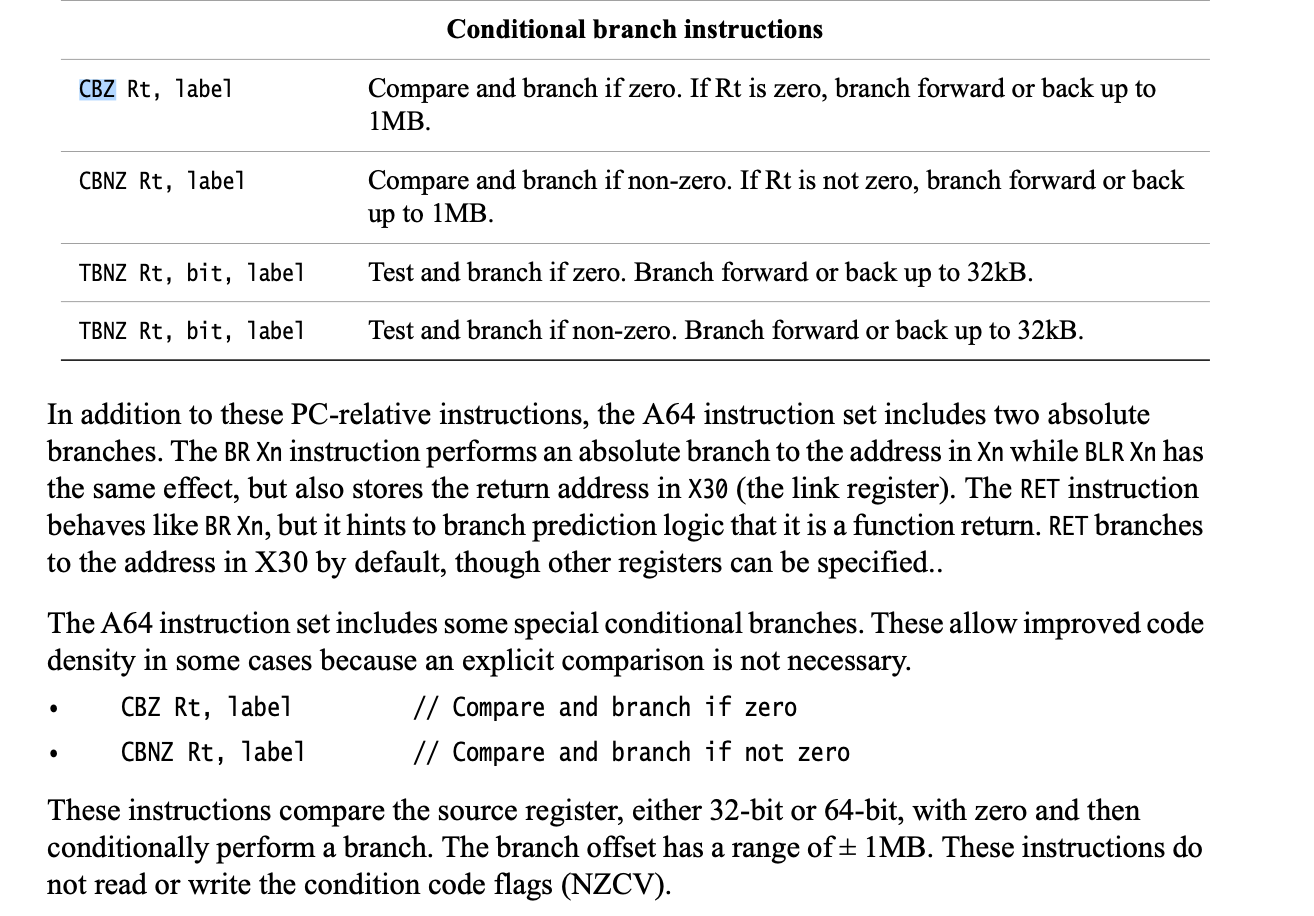 Conditional branch instructions
CBZ Rt, label Compare and branch if zero. If Rt is zero, branch forward or back up to
1MB.
CBNZ Rt, label Compare and branch if non-zero. If Rt is not zero, branch forward or back
up to 1MB.
TBNZ Rt, bit, label Test and branch if zero. Branch forward or back up to 32kB.
TBNZ Rt, bit, label Test and branch if non-zero. Branch forward or back up to 32kB.
In addition to these PC-relative instructions, the A64 instruction set includes two absolute
branches. The BR Xn instruction performs an absolute branch to the address in Xn while BLR Xn has
the same effect, but also stores the return address in X30 (the link register). The RET instruction
behaves like BR Xn, but it hints to branch prediction logic that it is a function return. RET branches
to the address in X30 by default, though other registers can be specified..
The A64 instruction set includes some special conditional branches. These allow improved code
density in some cases because an explicit comparison is not necessary.
• CBZ Rt, label // Compare and branch if zero
• CBNZ Rt, label // Compare and branch if not zero
These instructions compare the source register, either 32-bit or 64-bit, with zero and then
conditionally perform a branch. The branch offset has a range of ± 1MB. These instructions do
not read or write the condition code flags (NZCV).